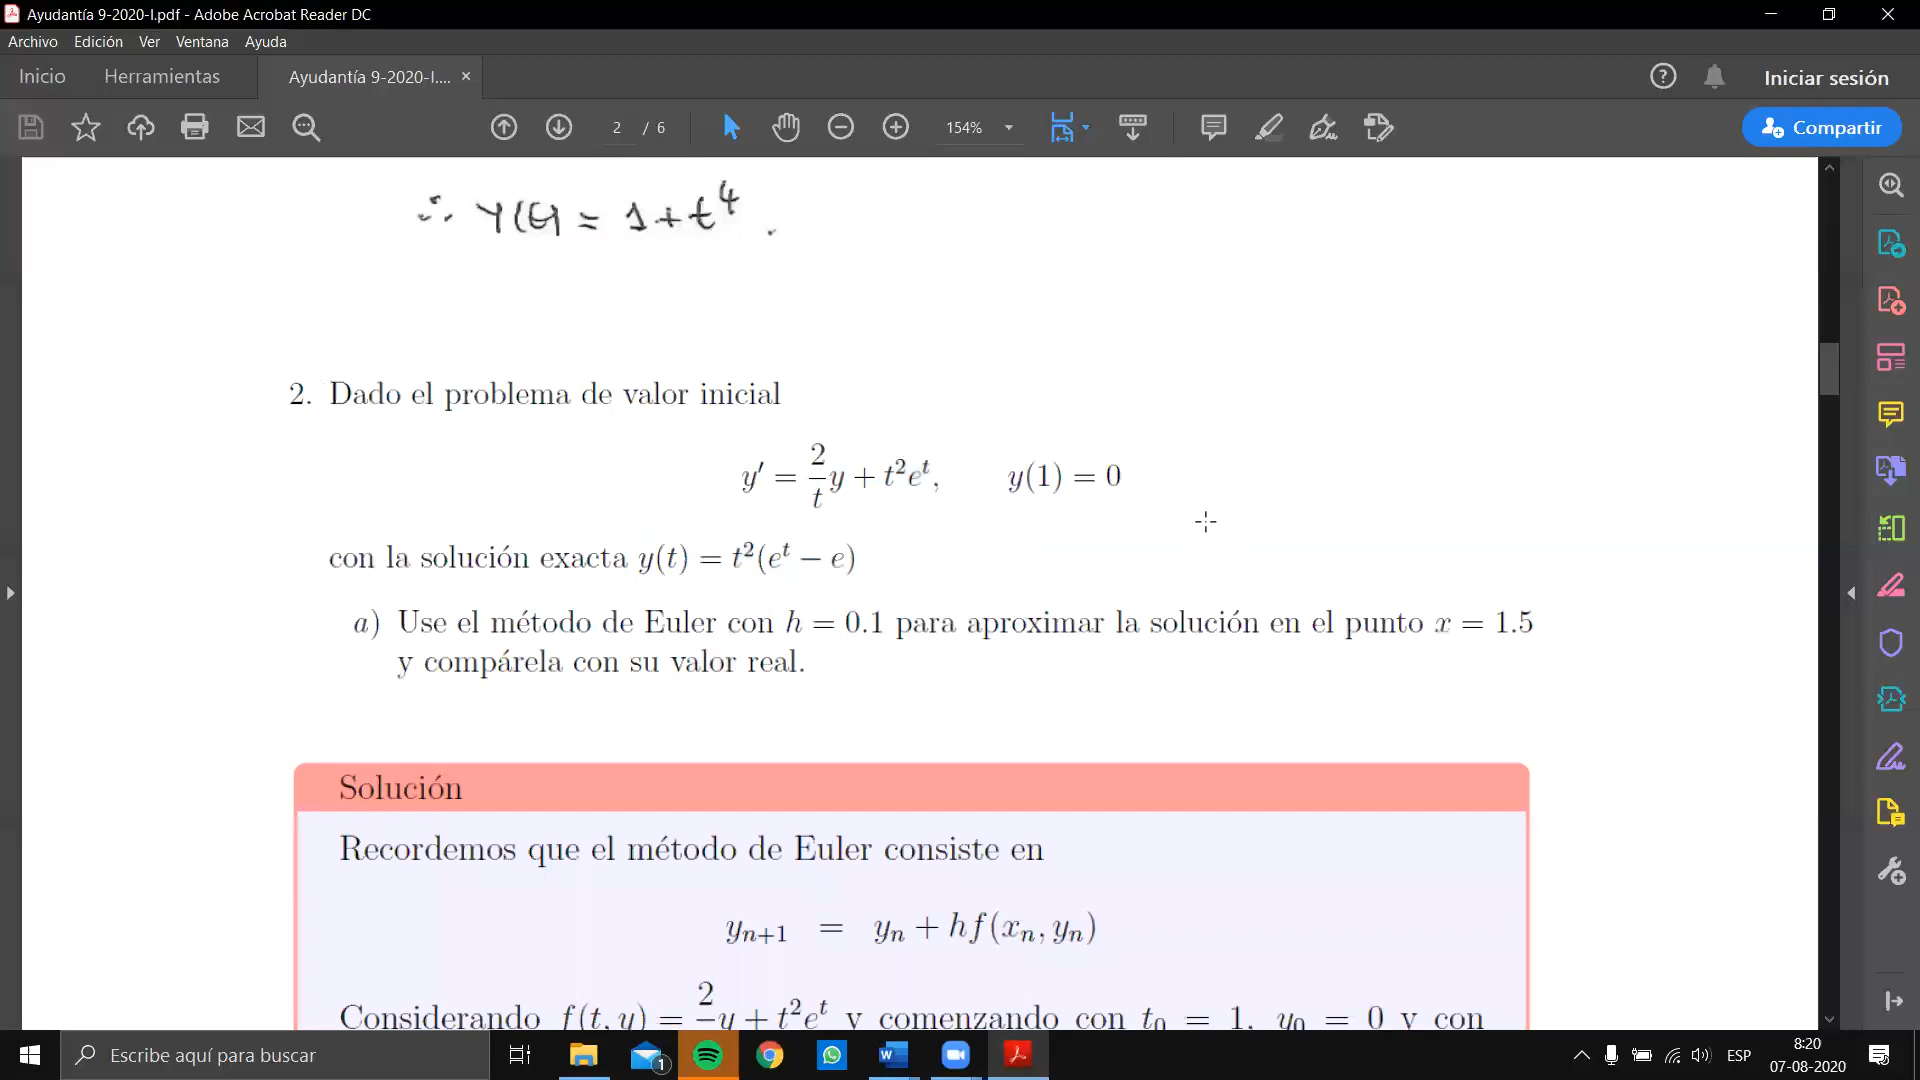 Ayudantía 9-2020-I.pdf - Adobe Acrobat Reader DC
Archivo Edición Ver Ventana Ayuda
Inicio Herramientas Ayudantía 9-2020-I.... × Iniciar sesión
2 / 6 154% Compartir
∴ Y(t) = 1+t⁴ .
2. Dado el problema de valor inicial
y′ = 2/t y + t²eᵗ, y(1) = 0
con la solución exacta y(t) = t²(eᵗ − e)
a) Use el método de Euler con h = 0.1 para aproximar la solución en el punto x = 1.5
y compárela con su valor real.
Solución
Recordemos que el método de Euler consiste en
yₙ₊₁ = yₙ + hf(xₙ, yₙ)
Considerando f(t, y) = 2/t y + t²eᵗ y comenzando con t₀ = 1, y₀ = 0 y con
Escribe aquí para buscar 1 ESP 8:20
07-08-2020